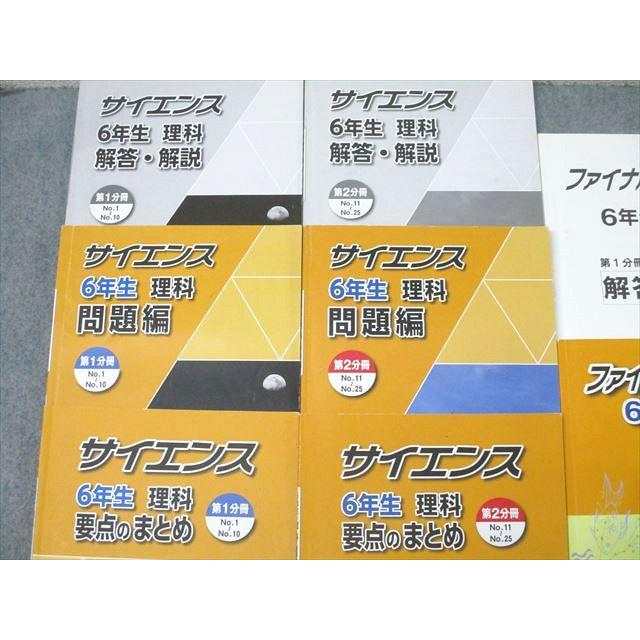 サイエンス
6年生 理科
解答・解説
第1分冊
No.1
No.10
サイエンス
6年生 理科
解答・解説
第2分冊
No.11
No.25
ファイナ
6年
第1分冊
解答
サイエンス
6年生 理科
問題編
第1分冊
No.1
No.10
サイエンス
6年生 理科
問題編
第2分冊
No.11
No.25
ファイ
6
サイエンス
6年生 理科
要点のまとめ
第1分冊
No.1
No.10
サイエンス
6年生 理科
要点のまとめ
第2分冊
No.11
No.25